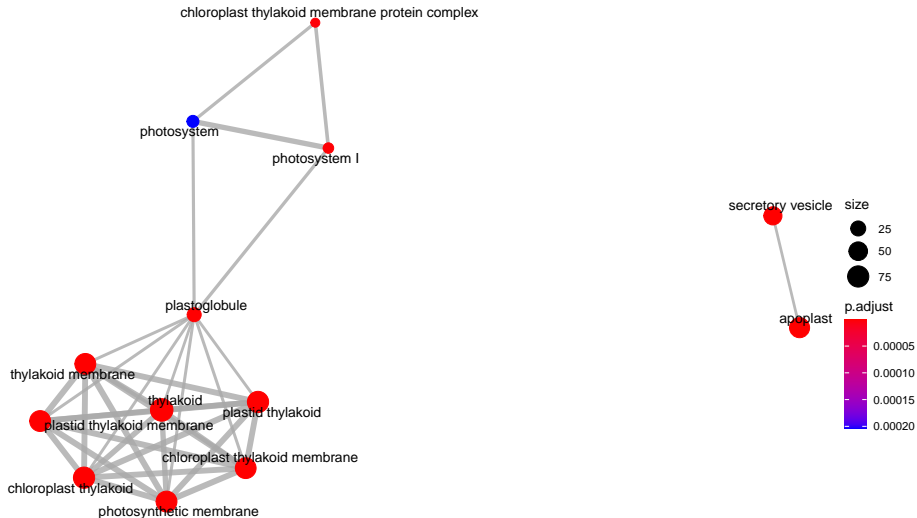 chloroplast thylakoid membrane protein complex
photosystem
photosystem I
secretory vesicle
apoplast
plastoglobule
thylakoid membrane
thylakoid
plastid thylakoid
plastid thylakoid membrane
chloroplast thylakoid membrane
chloroplast thylakoid
photosynthetic membrane
size
25
50
75
p.adjust
0.00005
0.00010
0.00015
0.00020